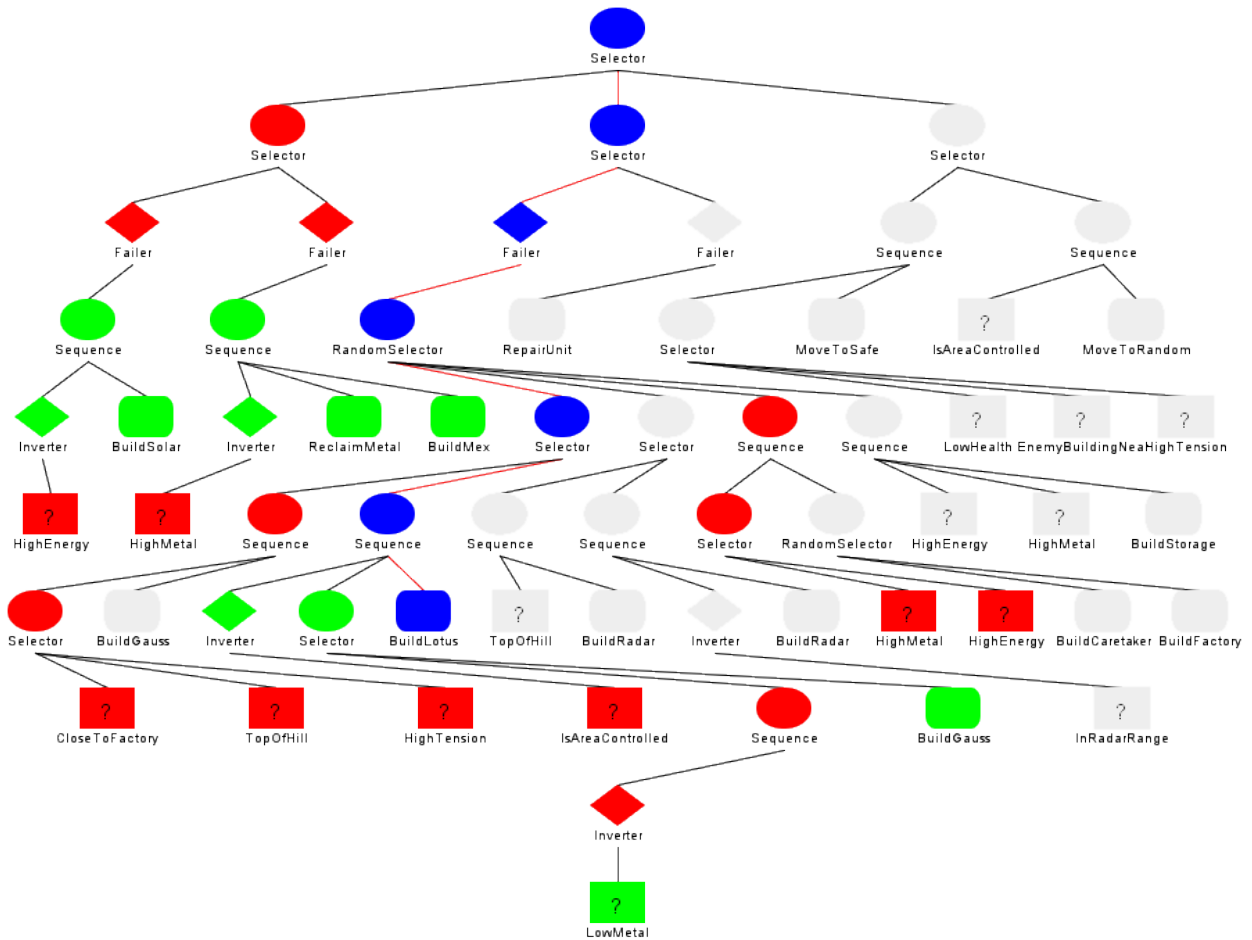 Selector
Selector Selector Selector
Failer Failer Failer Failer Sequence Sequence
Sequence Sequence RandomSelector RepairUnit Selector MoveToSafe ? IsAreaControlled MoveToRandom
Inverter BuildSolar Inverter ReclaimMetal BuildMex Selector Selector Sequence Sequence ? LowHealth ? EnemyBuildingNea ? HighTension
? HighEnergy ? HighMetal Sequence Sequence Sequence Sequence Selector RandomSelector ? HighEnergy ? HighMetal BuildStorage
Selector BuildGauss Inverter Selector BuildLotus ? TopOfHill BuildRadar Inverter BuildRadar ? HighMetal ? HighEnergy BuildCaretaker BuildFactory
? CloseToFactory ? TopOfHill ? HighTension ? IsAreaControlled Sequence BuildGauss ? InRadarRange
Inverter
? LowMetal